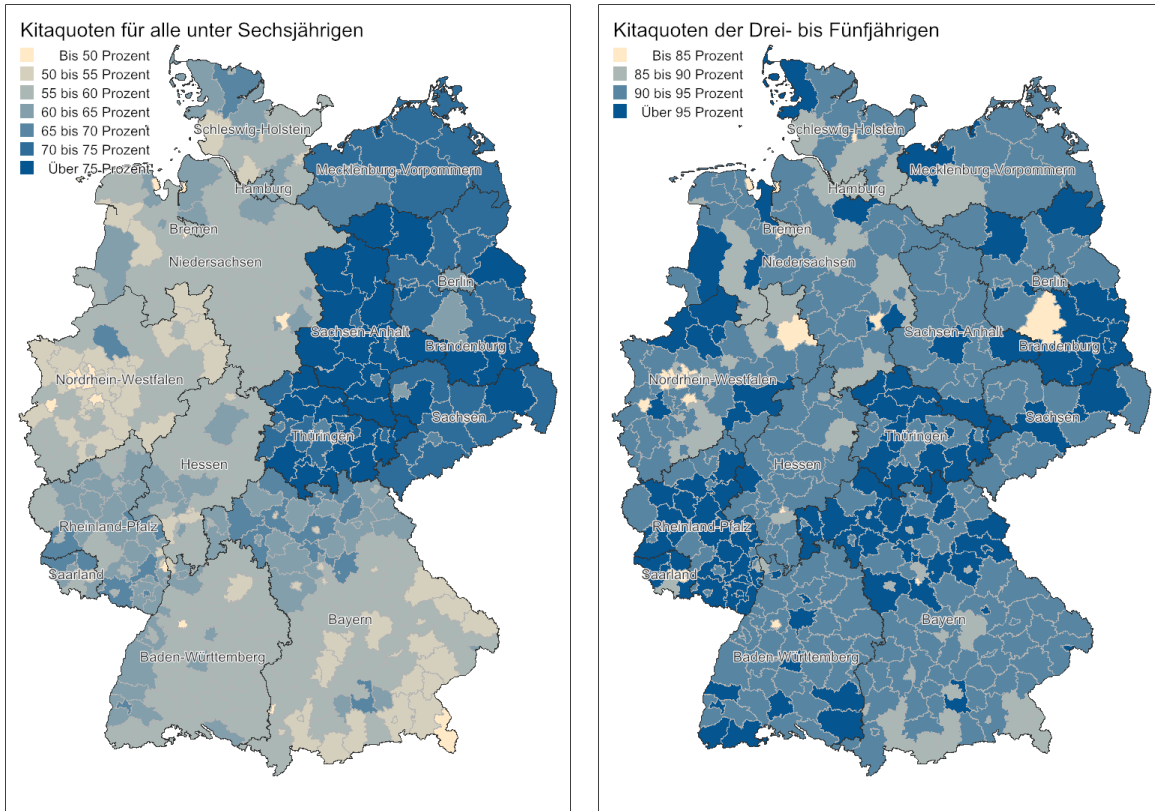 Kitaquoten für alle unter Sechsjährigen
Bis 50 Prozent
50 bis 55 Prozent
55 bis 60 Prozent
60 bis 65 Prozent
65 bis 70 Prozent
70 bis 75 Prozent
Über 75 Prozent
Schleswig-Holstein
Mecklenburg-Vorpommern
Hamburg
Bremen
Niedersachsen
Berlin
Sachsen-Anhalt
Brandenburg
Nordrhein-Westfalen
Sachsen
Thüringen
Hessen
Rheinland-Pfalz
Saarland
Bayern
Baden-Württemberg
Kitaquoten der Drei- bis Fünfjährigen
Bis 85 Prozent
85 bis 90 Prozent
90 bis 95 Prozent
Über 95 Prozent
Schleswig-Holstein
Mecklenburg-Vorpommern
Hamburg
Bremen
Niedersachsen
Berlin
Sachsen-Anhalt
Brandenburg
Nordrhein-Westfalen
Sachsen
Thüringen
Hessen
Rheinland-Pfalz
Saarland
Bayern
Baden-Württemberg